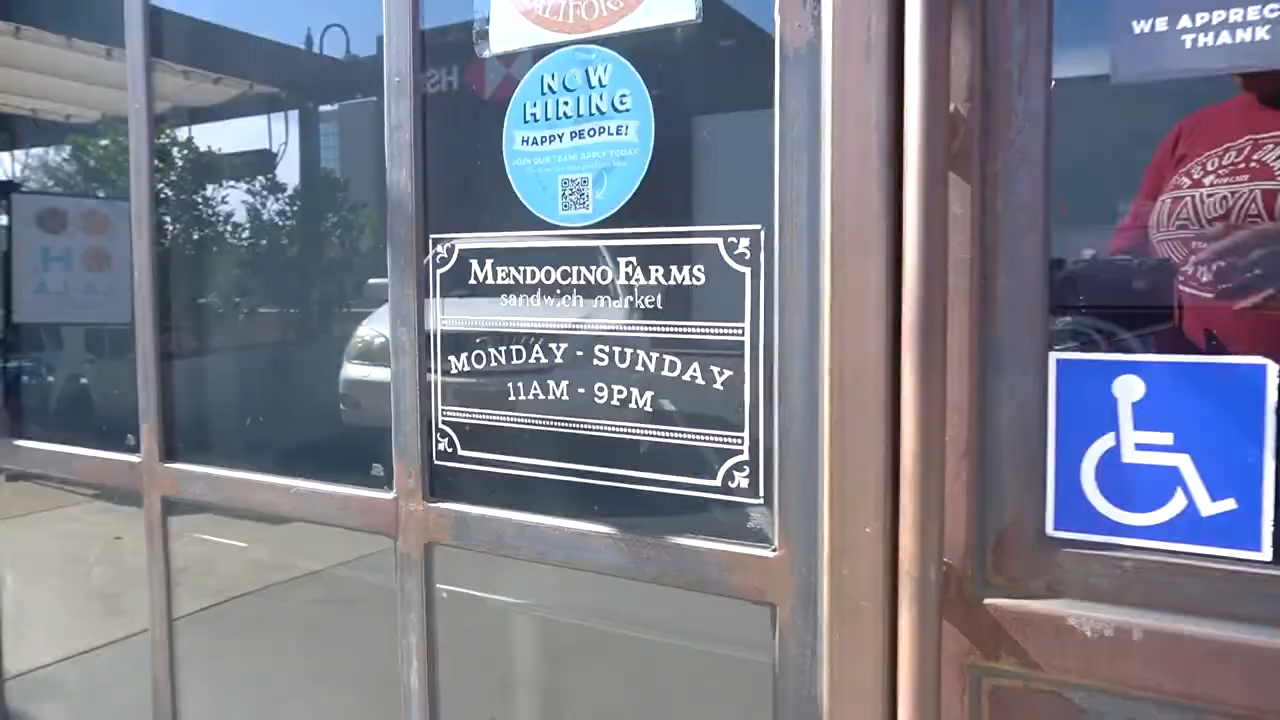 NOW
HIRING
HAPPY PEOPLE!
JOIN OUR TEAM! APPLY TODAY
MENDOCINO FARMS
sandwich market
MONDAY - SUNDAY
11AM - 9PM
WE APPREC
THANK